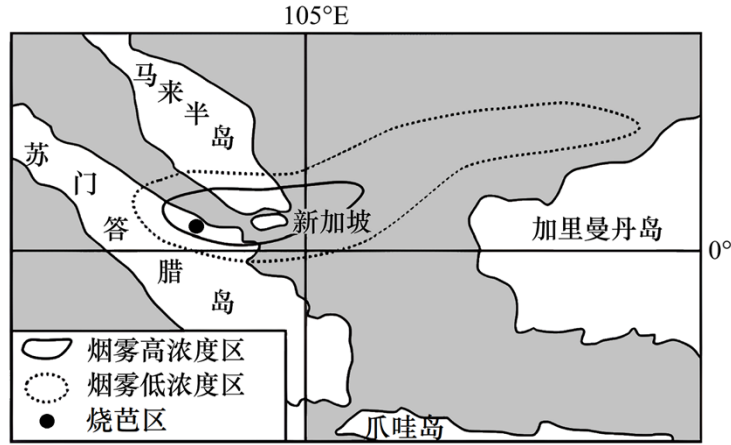 105°E
马来半岛
苏门答腊岛
新加坡
加里曼丹岛
0°
烟雾高浓度区
烟雾低浓度区
烧芭区
爪哇岛